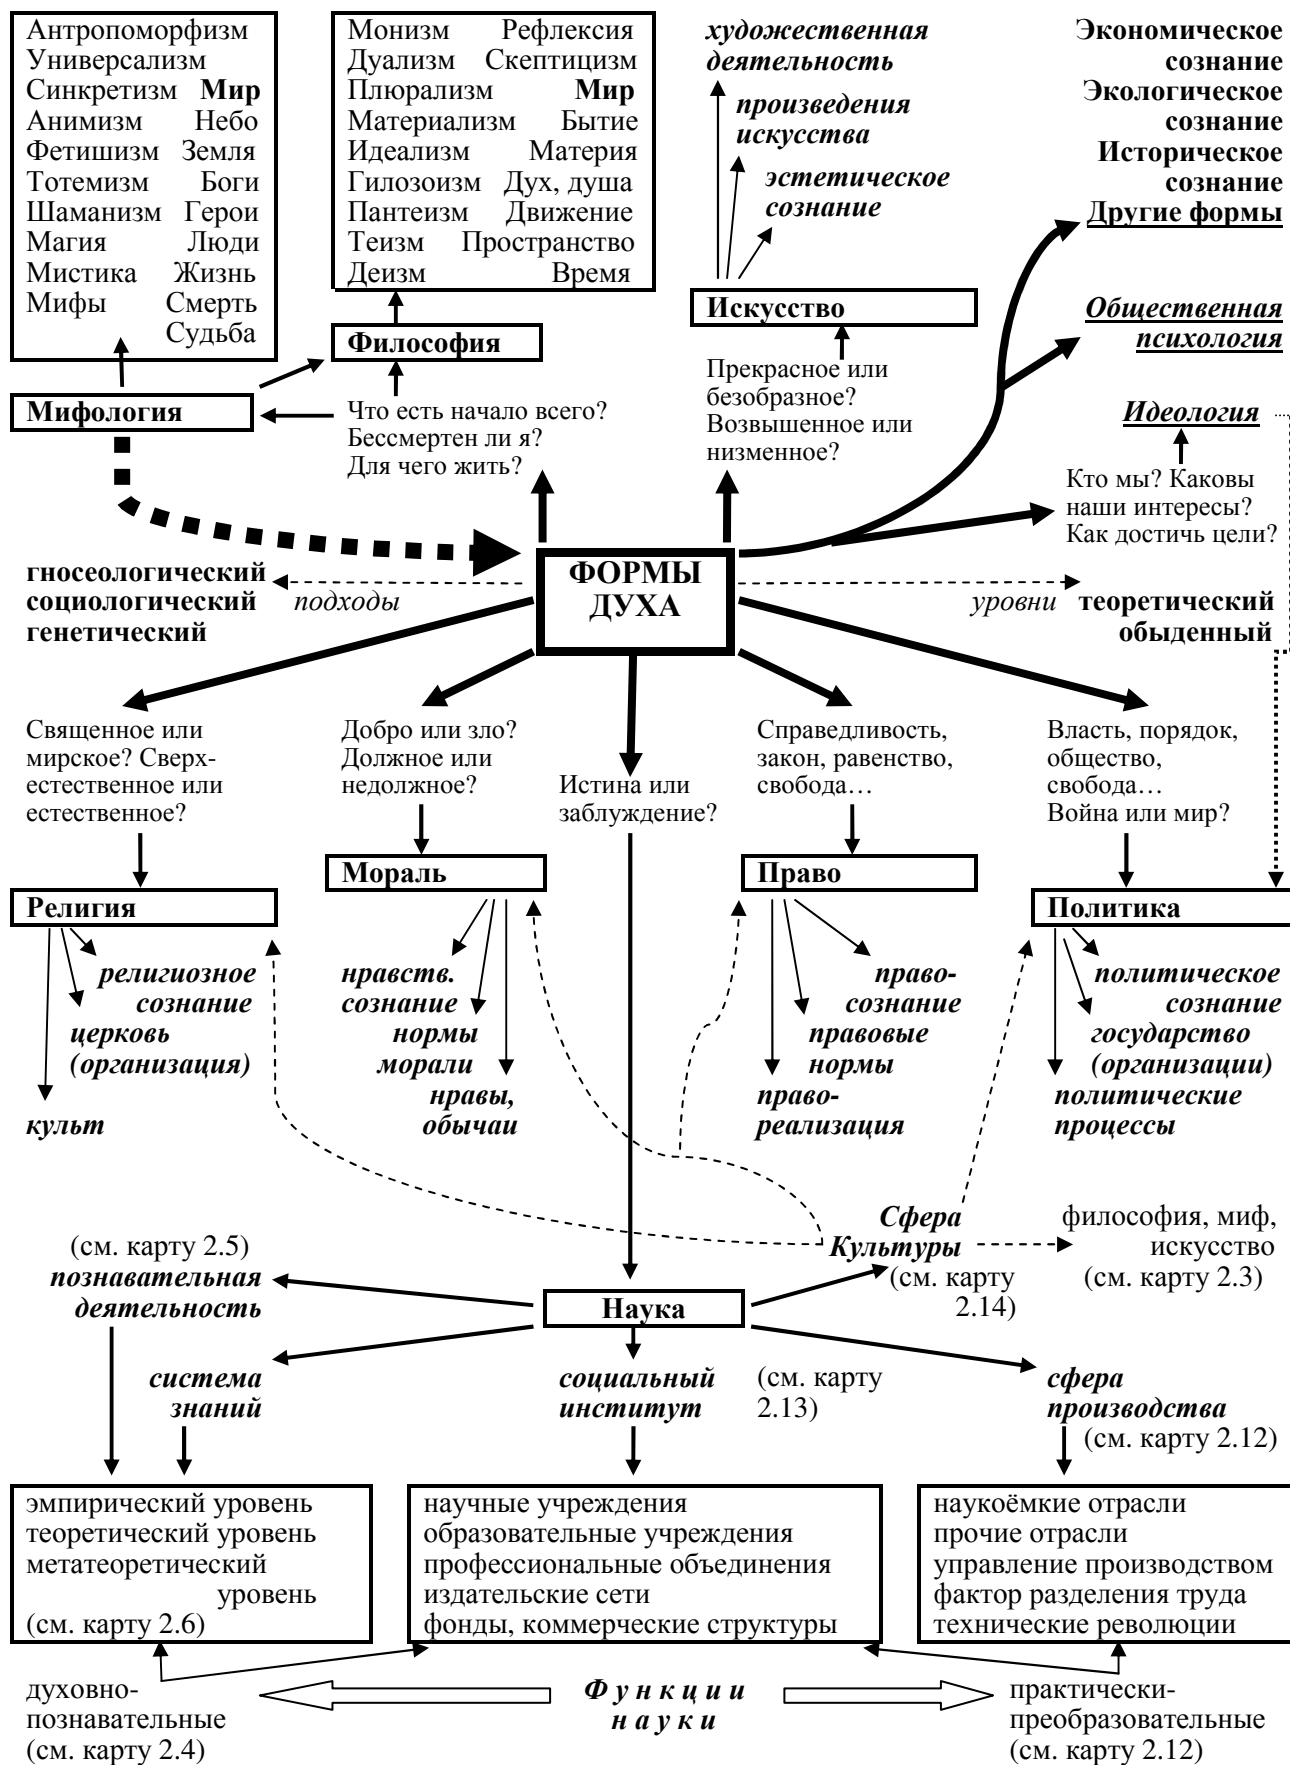 Антропоморфизм
Универсализм
Синкретизм Мир
Анимизм Небо
Фетишизм Земля
Тотемизм Боги
Шаманизм Герои
Магия Люди
Мистика Жизнь
Мифы Смерть
Судьба
Монизм Рефлексия
Дуализм Скептицизм
Плюрализм Мир
Материализм Бытие
Идеализм Материя
Гилозоизм Дух, душа
Пантеизм Движение
Теизм Пространство
Деизм Время
художественная
деятельность
произведения
искусства
эстетическое
сознание
Экономическое
сознание
Экологическое
сознание
Историческое
сознание
Другие формы
Искусство
Общественная
психология
Философия
Мифология
Что есть начало всего?
Бессмертен ли я?
Для чего жить?
Прекрасное или
безобразное?
Возвышенное или
низменное?
Идеология
Кто мы? Каковы
наши интересы?
Как достичь цели?
ФОРМЫ
ДУХА
гносеологический
социологический
генетический
подходы
уровни
теоретический
обыденный
Священное или
мирское? Сверх-
естественное или
естественное?
Добро или зло?
Должное или
недолжное?
Истина или
заблуждение?
Справедливость,
закон, равенство,
свобода…
Власть, порядок,
общество,
свобода…
Война или мир?
Религия
Мораль
Право
Политика
религиозное
сознание
церковь
(организация)
культ
нравств.
сознание
нормы
морали
нравы,
обычаи
право-
сознание
правовые
нормы
право-
реализация
политическое
сознание
государство
(организации)
политические
процессы
Сфера
Культуры
(см. карту
2.14)
философия, миф,
искусство
(см. карту 2.3)
(см. карту 2.5)
познавательная
деятельность
Наука
система
знаний
социальный
институт
(см. карту
2.13)
сфера
производства
(см. карту 2.12)
эмпирический уровень
теоретический уровень
метатеоретический
уровень
(см. карту 2.6)
научные учреждения
образовательные учреждения
профессиональные объединения
издательские сети
фонды, коммерческие структуры
наукоёмкие отрасли
прочие отрасли
управление производством
фактор разделения труда
технические революции
духовно-
познавательные
(см. карту 2.4)
Функции
науки
практически-
преобразовательные
(см. карту 2.12)